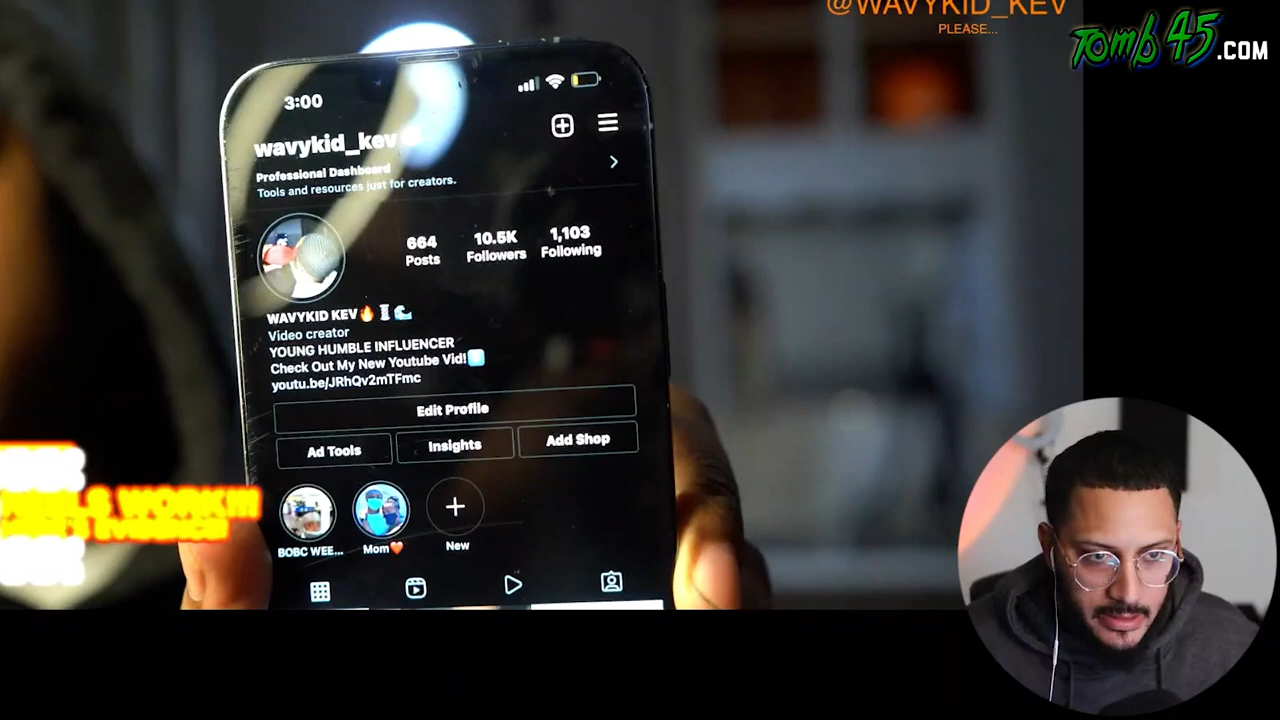 @WAVYKID_KEV
PLEASE...
Tomb 45.COM
3:00
wavykid_kev
Professional Dashboard
Tools and resources just for creators.
664
Posts
10.5K
Followers
1,103
Following
WAVYKID KEV🔥🌊
Video creator
YOUNG HUMBLE INFLUENCER
Check Out My New Youtube Vid!
youtu.be/JRhQv2mTFmc
Edit Profile
Ad Tools
Insights
Add Shop
BOBC WEE...
Mom❤️
New
WORK!!!
EVIDENCE!